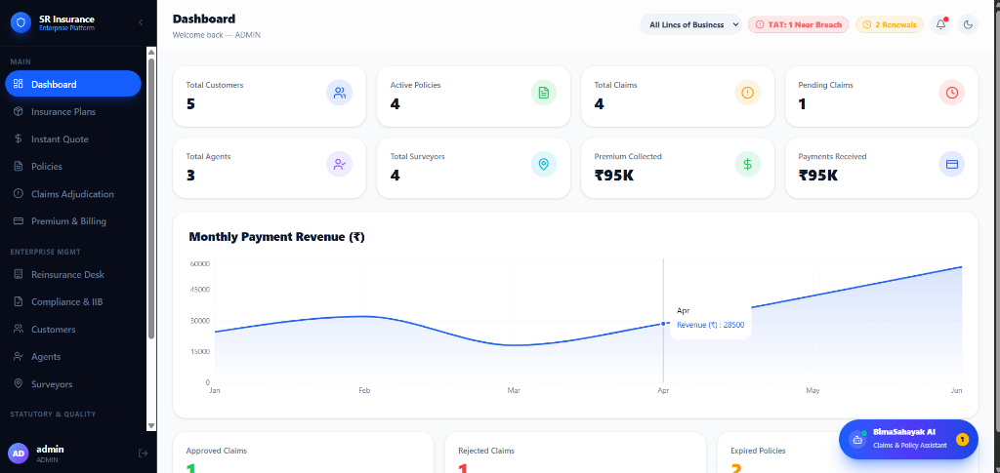 SR Insurance
Enterprise Platform
MAIN
Dashboard
Insurance Plans
Instant Quote
Policies
Claims Adjudication
Premium & Billing
ENTERPRISE MGMT
Reinsurance Desk
Compliance & IIB
Customers
Agents
Surveyors
STATUTORY & QUALITY
AD
admin
ADMIN
Dashboard
Welcome back — ADMIN
All Lines of Business
TAT: 1 Near Breach
2 Renewals
Total Customers
5
Active Policies
4
Total Claims
4
Pending Claims
1
Total Agents
3
Total Surveyors
4
Premium Collected
₹95K
Payments Received
₹95K
Monthly Payment Revenue (₹)
60000
45000
30000
15000
0
Jan
Feb
Mar
Apr
May
Jun
Apr
Revenue (₹) : 28500
Approved Claims
1
Rejected Claims
1
Expired Policies
2
BimaSahayak AI
Claims & Policy Assistant
1